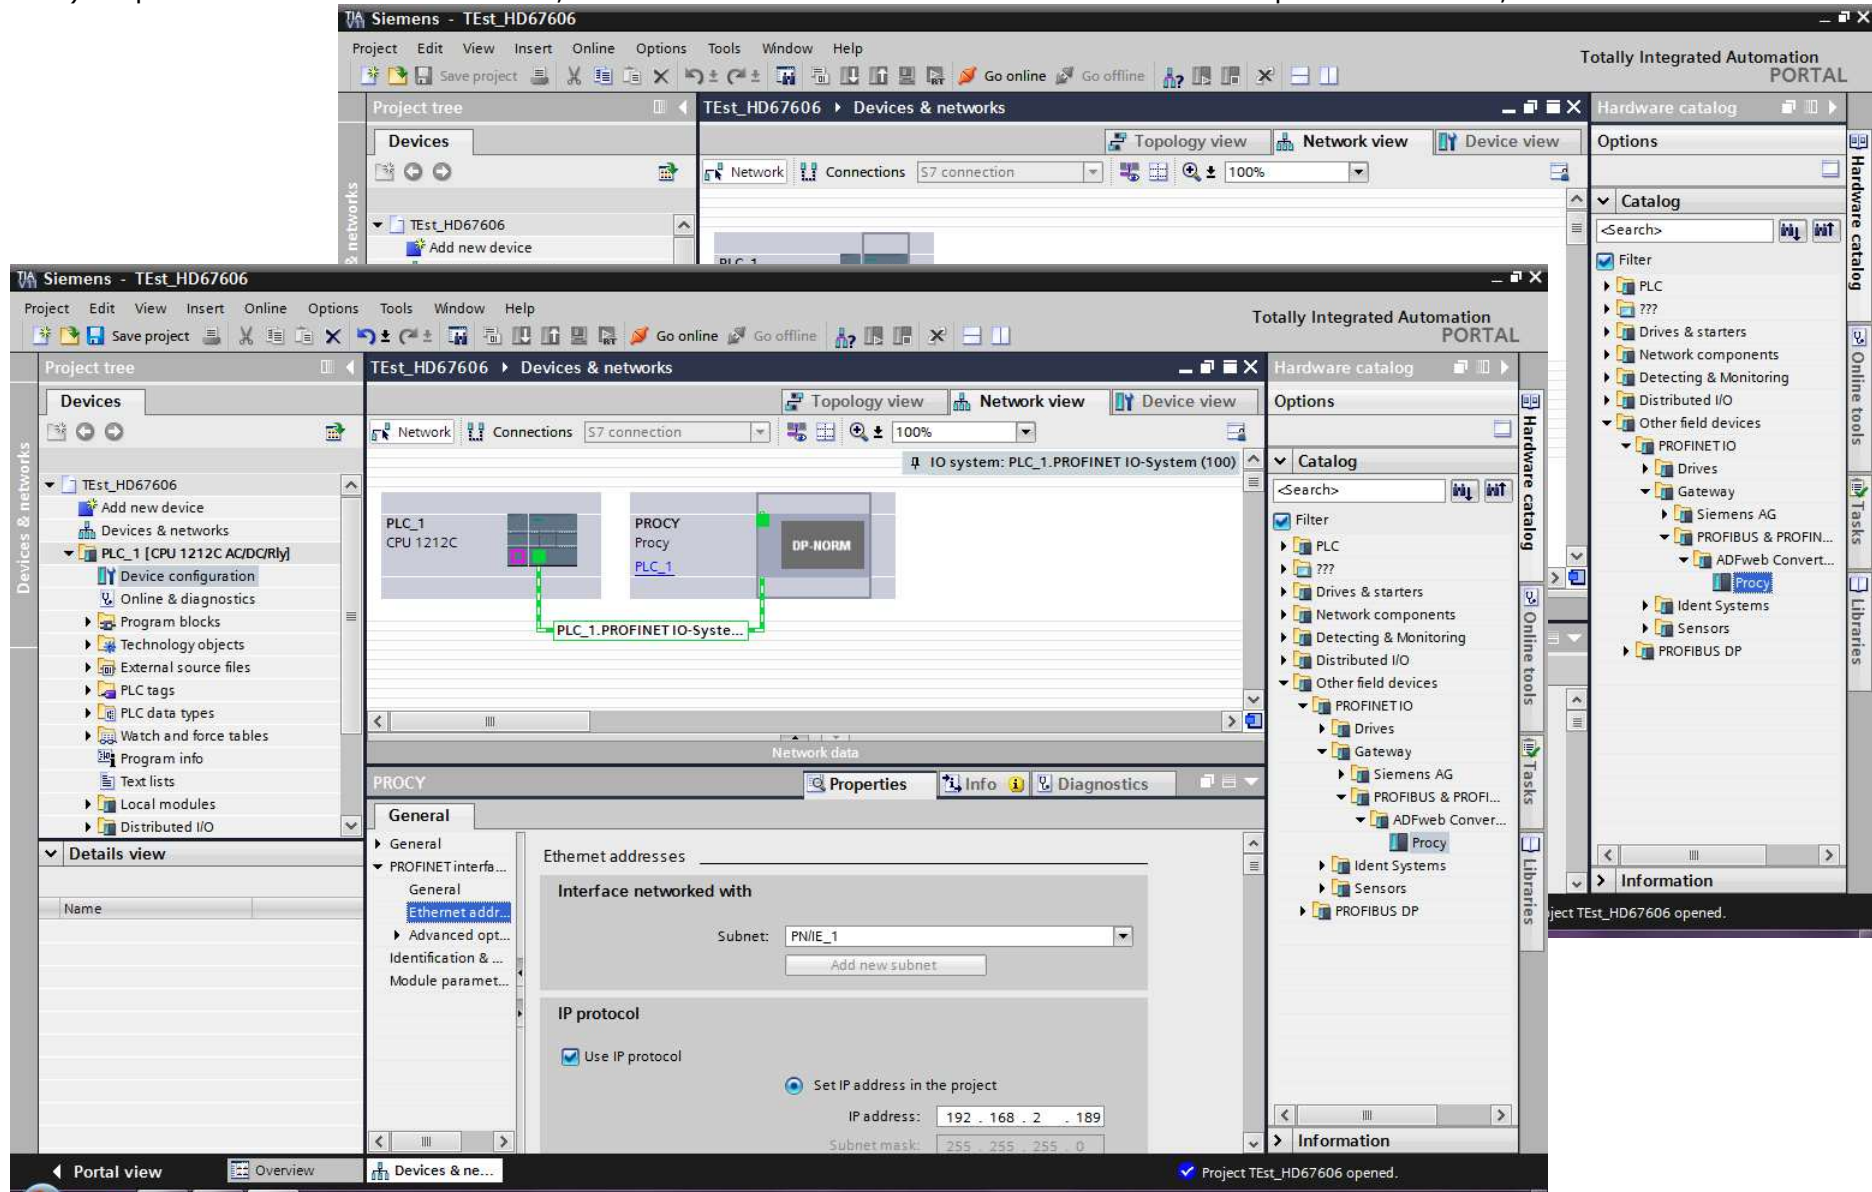 Siemens - TEst_HD67606
Project Edit View Insert Online Options Tools Window Help
Totally Integrated Automation
PORTAL
Save project Go online Go offline
Project tree
TEst_HD67606 Devices & networks
Hardware catalog
Devices
Topology view Network view Device view
Options
Network Connections S7 connection 100%
Catalog
TEst_HD67606
<Search>
Add new device
Filter
PLC
???
Drives & starters
Network components
Detecting & Monitoring
Distributed I/O
Other field devices
PROFINET IO
Drives
Gateway
Siemens AG
PROFIBUS & PROFIN...
ADFweb Convert...
Procy
Ident Systems
Sensors
PROFIBUS DP
Information
Hardware catalog
Online tools
Tasks
Libraries
Siemens - TEst_HD67606
Project Edit View Insert Online Options Tools Window Help
Totally Integrated Automation
PORTAL
Save project Go online Go offline
Project tree
TEst_HD67606 Devices & networks
Hardware catalog
Devices
Topology view Network view Device view
Options
Network Connections S7 connection 100%
IO system: PLC_1.PROFINET IO-System (100)
Devices & networks
TEst_HD67606
Add new device
Devices & networks
PLC_1 [CPU 1212C AC/DC/Rly]
Device configuration
Online & diagnostics
Program blocks
Technology objects
External source files
PLC tags
PLC data types
Watch and force tables
Program info
Text lists
Local modules
Distributed I/O
Details view
Name
PLC_1
CPU 1212C
PROCY
Procy
PLC_1
DP-NORM
PLC_1.PROFINET IO-Syste...
Network data
PROCY
Properties Info Diagnostics
General
General
PROFINET interfa...
General
Ethernet addr...
Advanced opt...
Identification & ...
Module paramet...
Ethernet addresses
Interface networked with
Subnet: PN/IE_1
Add new subnet
IP protocol
Use IP protocol
Set IP address in the project
IP address: 192 . 168 . 2 . 189
Subnet mask: 255 . 255 . 255 . 0
Catalog
<Search>
Filter
PLC
???
Drives & starters
Network components
Detecting & Monitoring
Distributed I/O
Other field devices
PROFINET IO
Drives
Gateway
Siemens AG
PROFIBUS & PROFI...
ADFweb Conver...
Procy
Ident Systems
Sensors
PROFIBUS DP
Information
Hardware catalog
Online tools
Tasks
Libraries
Portal view Overview Devices & ne...
Project TEst_HD67606 opened.